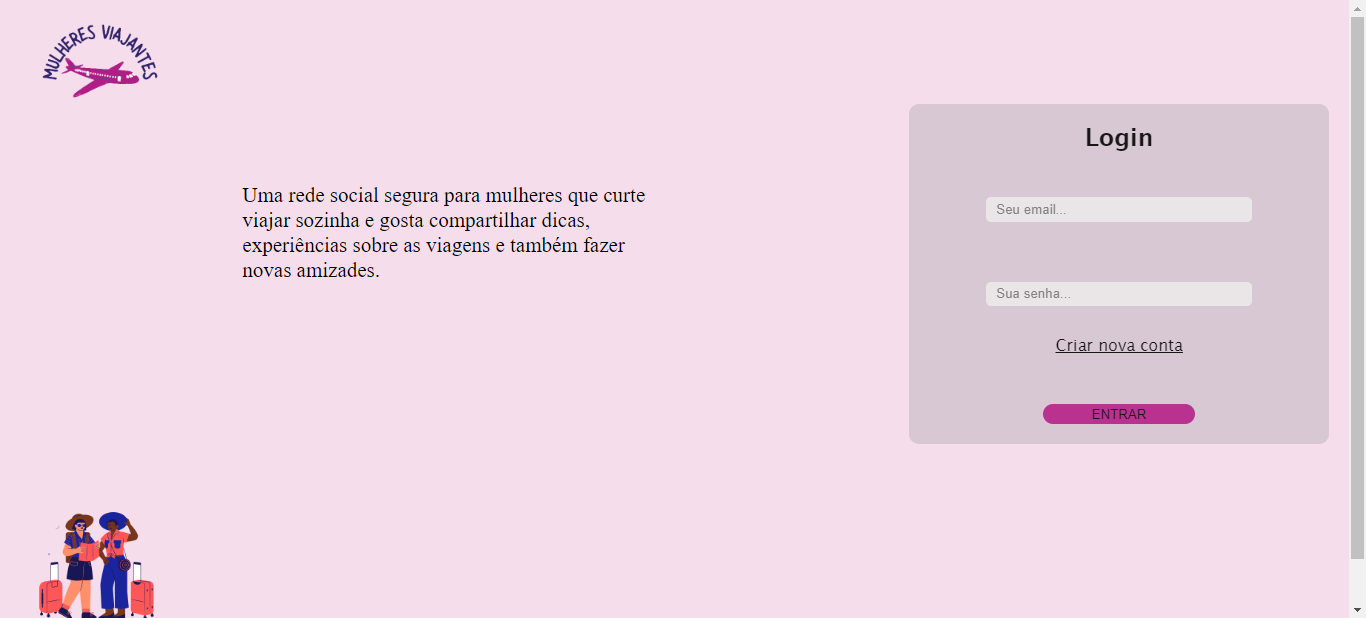 MULHERES VIAJANTES
Login
Uma rede social segura para mulheres que curte
viajar sozinha e gosta compartilhar dicas,
experiências sobre as viagens e também fazer
novas amizades.
Seu email...
Sua senha...
Criar nova conta
ENTRAR